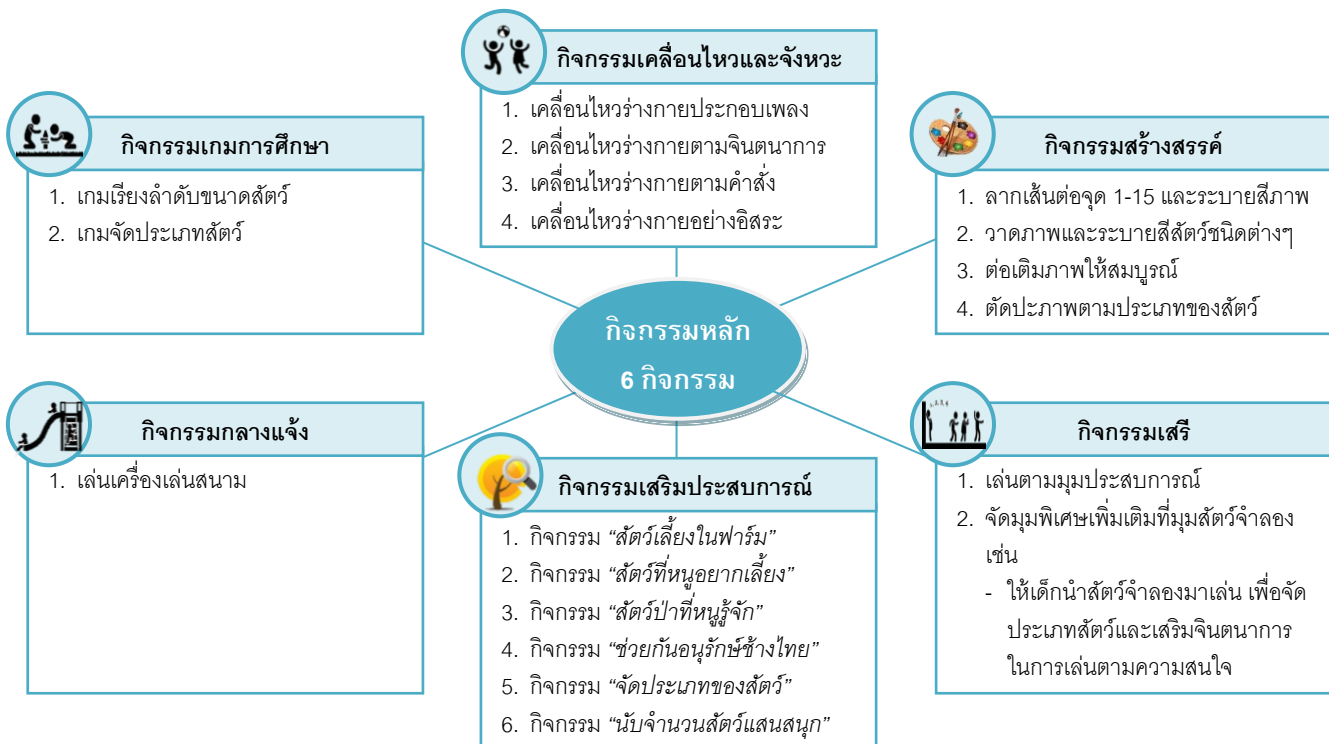 กิจกรรมเคลื่อนไหวและจังหวะ
1. เคลื่อนไหวร่างกายประกอบเพลง
2. เคลื่อนไหวร่างกายตามจินตนาการ
3. เคลื่อนไหวร่างกายตามคำสั่ง
4. เคลื่อนไหวร่างกายอย่างอิสระ
กิจกรรมเกมการศึกษา
1. เกมเรียงลำดับขนาดสัตว์
2. เกมจัดประเภทสัตว์
กิจกรรมสร้างสรรค์
1. ลากเส้นต่อจุด 1-15 และระบายสีภาพ
2. วาดภาพและระบายสีสัตว์ชนิดต่างๆ
3. ต่อเติมภาพให้สมบูรณ์
4. ตัดปะภาพตามประเภทของสัตว์
กิจกรรมหลัก
6 กิจกรรม
กิจกรรมกลางแจ้ง
1. เล่นเครื่องเล่นสนาม
กิจกรรมเสริมประสบการณ์
1. กิจกรรม “สัตว์เลี้ยงในฟาร์ม”
2. กิจกรรม “สัตว์ที่หนูอยากเลี้ยง”
3. กิจกรรม “สัตว์ป่าที่หนูรู้จัก”
4. กิจกรรม “ช่วยกันอนุรักษ์ช้างไทย”
5. กิจกรรม “จัดประเภทของสัตว์”
6. กิจกรรม “นับจำนวนสัตว์แสนสนุก”
กิจกรรมเสรี
1. เล่นตามมุมประสบการณ์
2. จัดมุมพิเศษเพิ่มเติมที่มุมสัตว์จำลอง
เช่น
- ให้เด็กนำสัตว์จำลองมาเล่น เพื่อจัด
ประเภทสัตว์และเสริมจินตนาการ
ในการเล่นตามความสนใจ